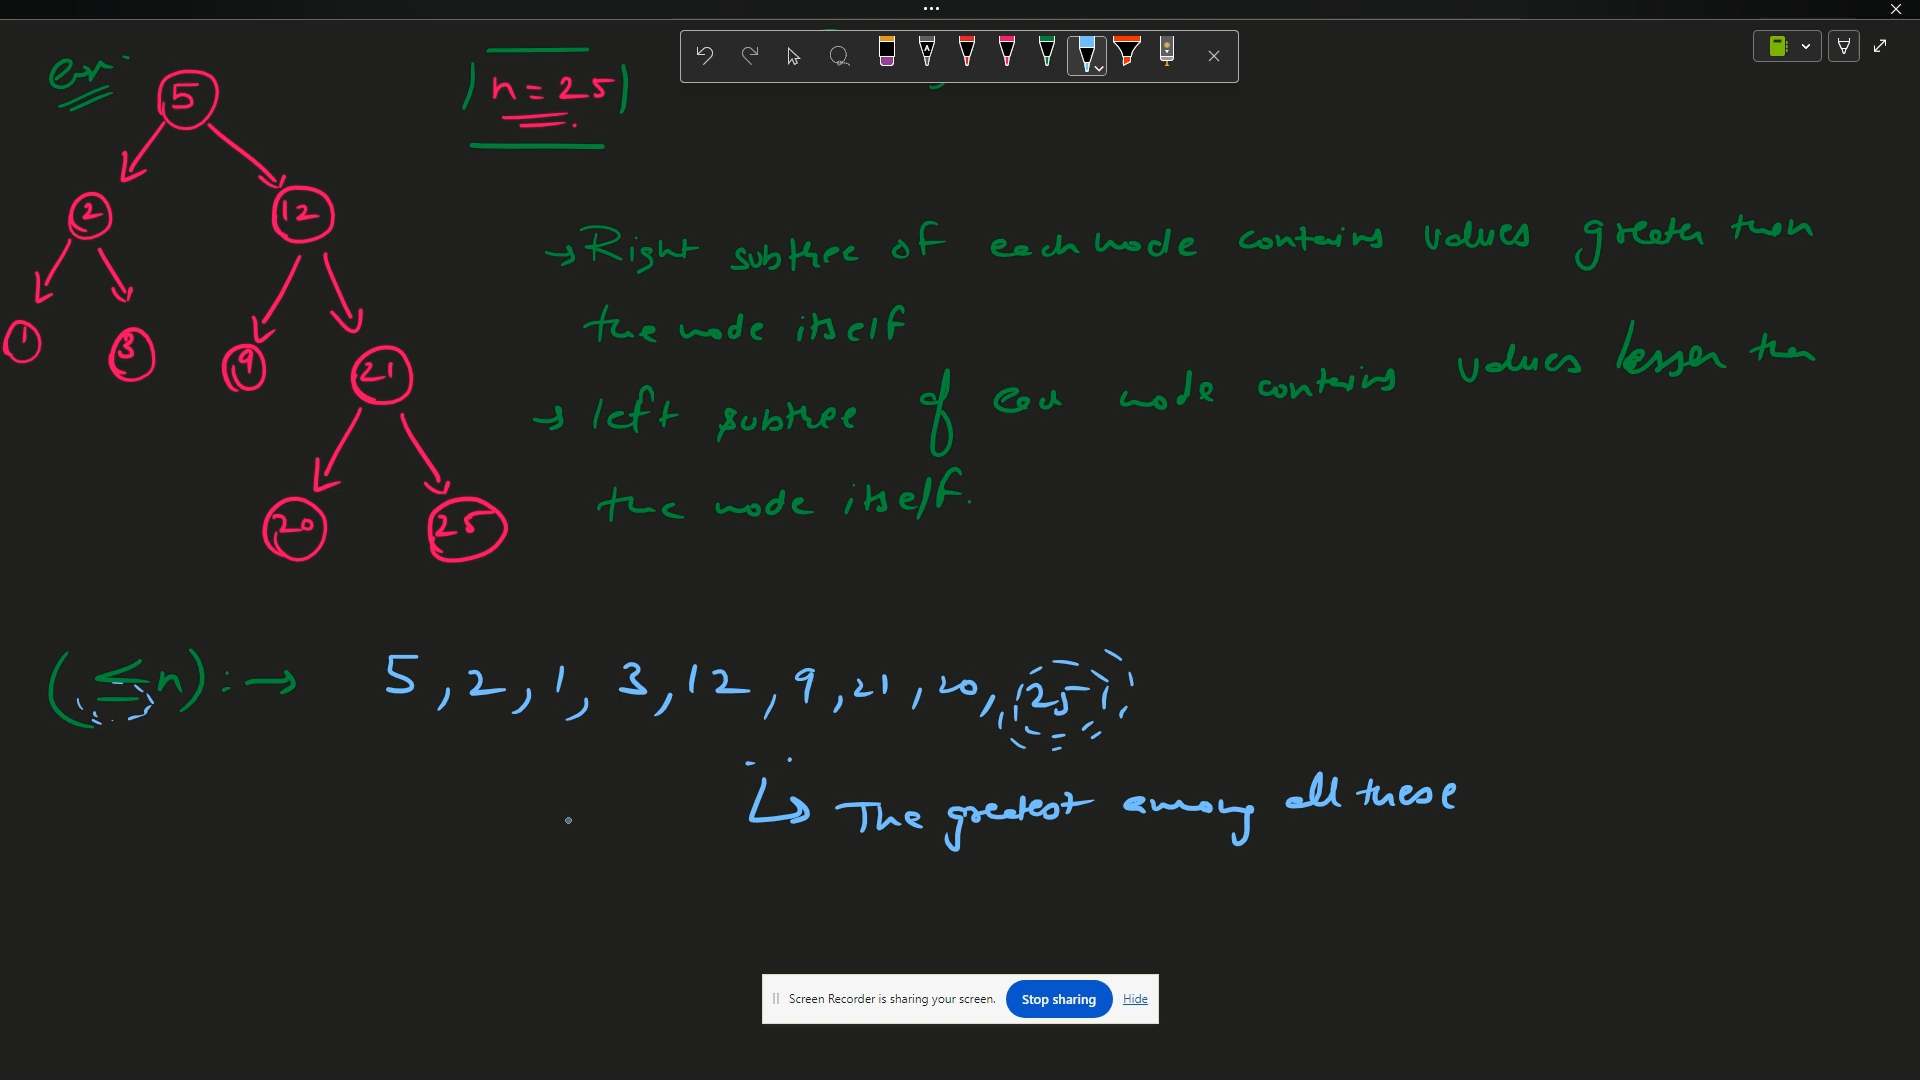 ex:
5
n = 25
2
12
1
3
9
21
20
25
→ Right subtree of each node contains values greater then
the node itself
→ left subtree of each node contains values lesser then
the node itself.
(≤n) : → 5, 2, 1, 3, 12, 9, 21, 20, 25
↳ The greatest among all these
Screen Recorder is sharing your screen. Stop sharing Hide